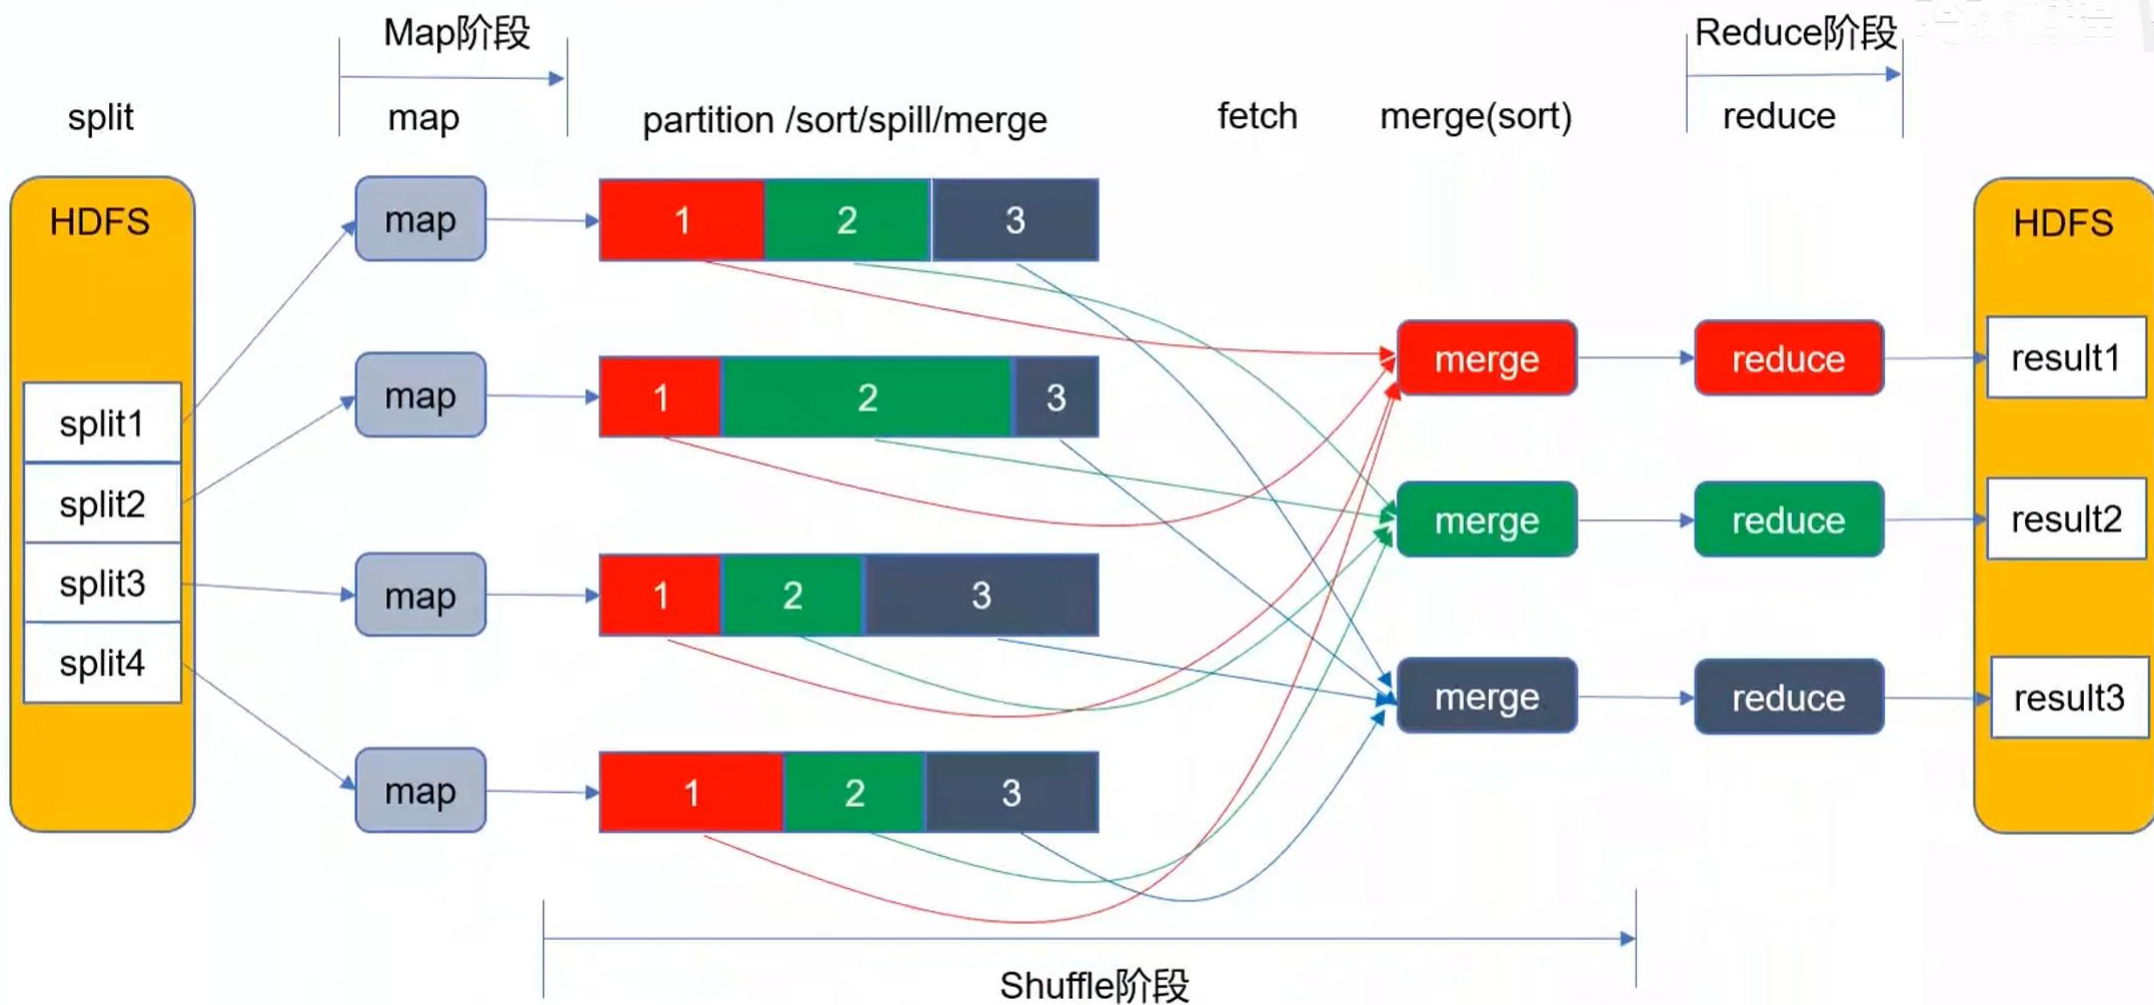 Map阶段
Reduce阶段
split
map
partition /sort/spill/merge
fetch
merge(sort)
reduce
HDFS
split1
split2
split3
split4
map
1
2
3
map
1
2
3
map
1
2
3
map
1
2
3
merge
reduce
merge
reduce
merge
reduce
HDFS
result1
result2
result3
Shuffle阶段